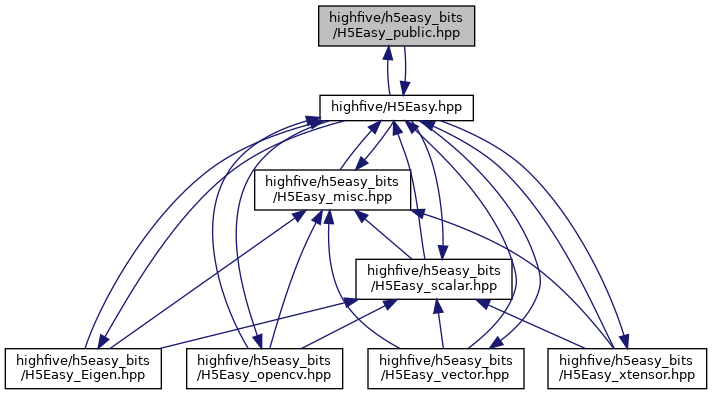 highfive/h5easy_bits
/H5Easy_public.hpp
highfive/H5Easy.hpp
highfive/h5easy_bits
/H5Easy_misc.hpp
highfive/h5easy_bits
/H5Easy_scalar.hpp
highfive/h5easy_bits
/H5Easy_Eigen.hpp
highfive/h5easy_bits
/H5Easy_opencv.hpp
highfive/h5easy_bits
/H5Easy_vector.hpp
highfive/h5easy_bits
/H5Easy_xtensor.hpp